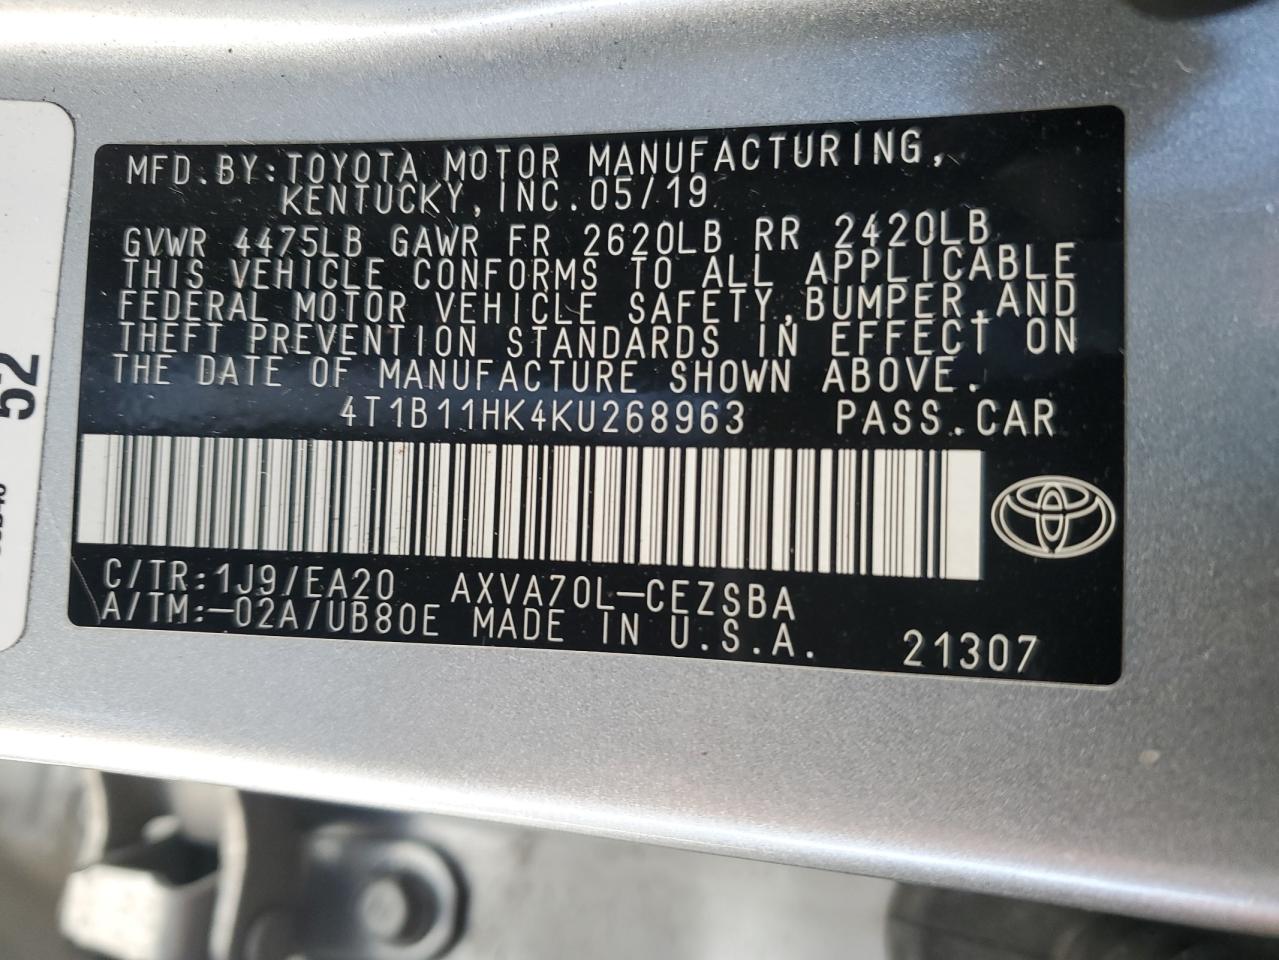 MFD.BY:TOYOTA MOTOR MANUFACTURING,
KENTUCKY,INC.05/19
GVWR 4475LB GAWR FR 2620LB RR 2420LB
THIS VEHICLE CONFORMS TO ALL APPLICABLE
FEDERAL MOTOR VEHICLE SAFETY,BUMPER,AND
THEFT PREVENTION STANDARDS IN EFFECT ON
THE DATE OF MANUFACTURE SHOWN ABOVE.
4T1B11HK4KU268963 PASS.CAR
C/TR:1J9/EA20 AXVA70L-CEZSBA
A/TM:-02A/UB80E MADE IN U.S.A. 21307
52